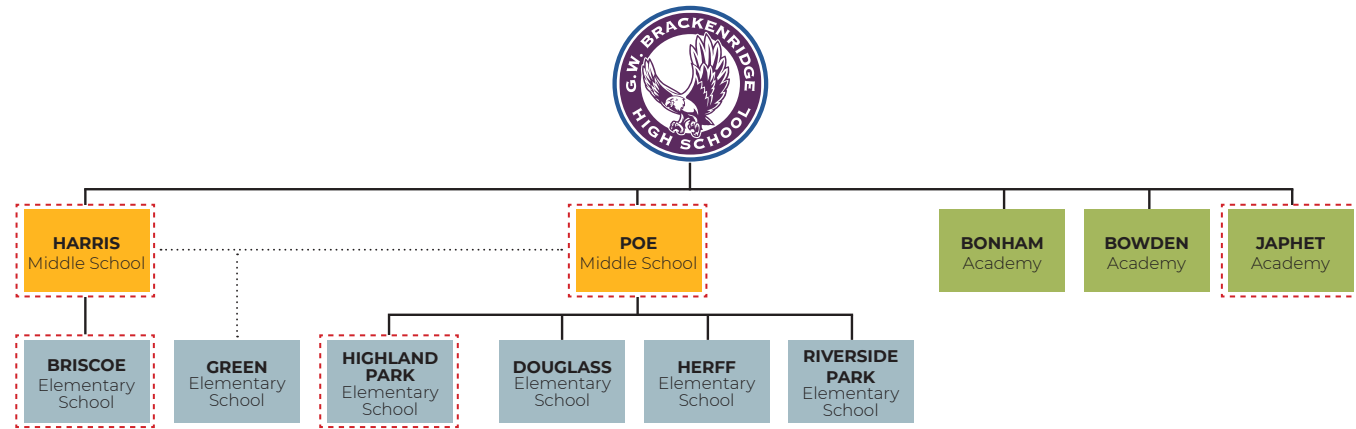 G.W. BRACKENRIDGE
HIGH SCHOOL
HARRIS
Middle School
POE
Middle School
BONHAM
Academy
BOWDEN
Academy
JAPHET
Academy
BRISCOE
Elementary
School
GREEN
Elementary
School
HIGHLAND
PARK
Elementary
School
DOUGLASS
Elementary
School
HERFF
Elementary
School
RIVERSIDE
PARK
Elementary
School